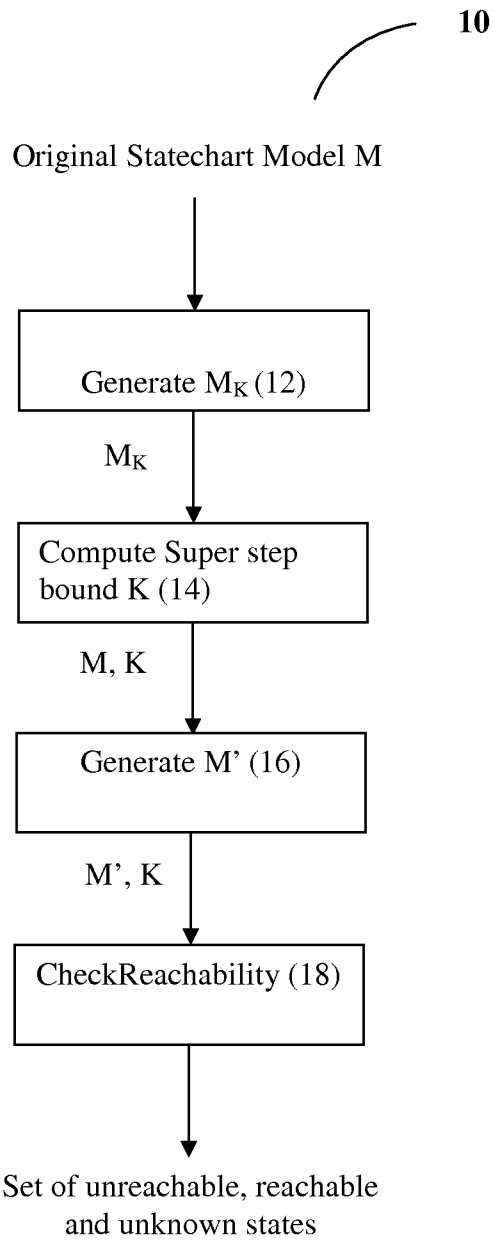 10
Original Statechart Model M
Generate M_K (12)
M_K
Compute Super step
bound K (14)
M, K
Generate M’ (16)
M’, K
CheckReachability (18)
Set of unreachable, reachable
and unknown states